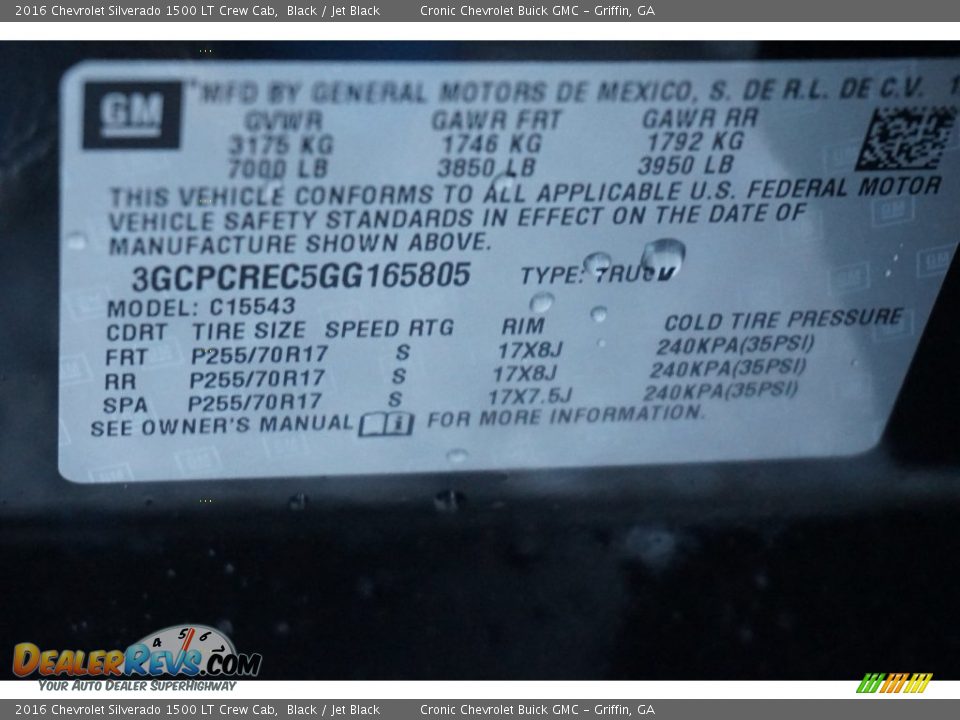 2016 Chevrolet Silverado 1500 LT Crew Cab, Black / Jet Black Cronic Chevrolet Buick GMC - Griffin, GA
GM MFD BY GENERAL MOTORS DE MEXICO, S. DE R.L. DE C.V.
GVWR GAWR FRT GAWR RR
3175 KG 1746 KG 1792 KG
7000 LB 3850 LB 3950 LB
THIS VEHICLE CONFORMS TO ALL APPLICABLE U.S. FEDERAL MOTOR
VEHICLE SAFETY STANDARDS IN EFFECT ON THE DATE OF
MANUFACTURE SHOWN ABOVE.
3GCPCREC5GG165805 TYPE:
MODEL: C15543
CDRT TIRE SIZE SPEED RTG RIM COLD TIRE PRESSURE
FRT P255/70R17 S 17X8J 240KPA(35PSI)
RR P255/70R17 S 17X8J 240KPA(35PSI)
SPA P255/70R17 S 17X7.5J 240KPA(35PSI)
SEE OWNER'S MANUAL FOR MORE INFORMATION.
4 5 6 7
DEALERREVS.COM
YOUR AUTO DEALER SUPERHIGHWAY
2016 Chevrolet Silverado 1500 LT Crew Cab, Black / Jet Black Cronic Chevrolet Buick GMC - Griffin, GA